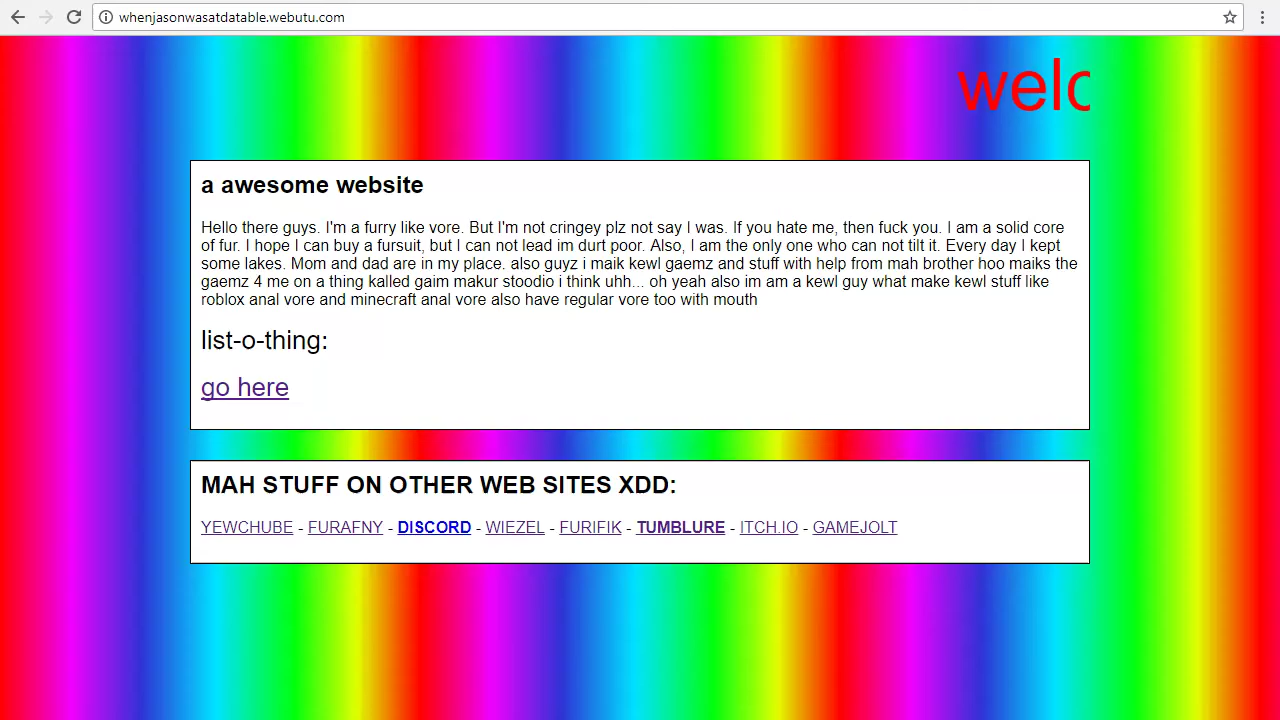 whenjasonwasatdatable.webutu.com
welc
a awesome website
Hello there guys. I'm a furry like vore. But I'm not cringey plz not say I was. If you hate me, then fuck you. I am a solid core
of fur. I hope I can buy a fursuit, but I can not lead im durt poor. Also, I am the only one who can not tilt it. Every day I kept
some lakes. Mom and dad are in my place. also guyz i maik kewl gaemz and stuff with help from mah brother hoo maiks the
gaemz 4 me on a thing kalled gaim makur stoodio i think uhh... oh yeah also im am a kewl guy what make kewl stuff like
roblox anal vore and minecraft anal vore also have regular vore too with mouth
list-o-thing:
go here
MAH STUFF ON OTHER WEB SITES XDD:
YEWCHUBE - FURAFNY - DISCORD - WIEZEL - FURIFIK - TUMBLURE - ITCH.IO - GAMEJOLT